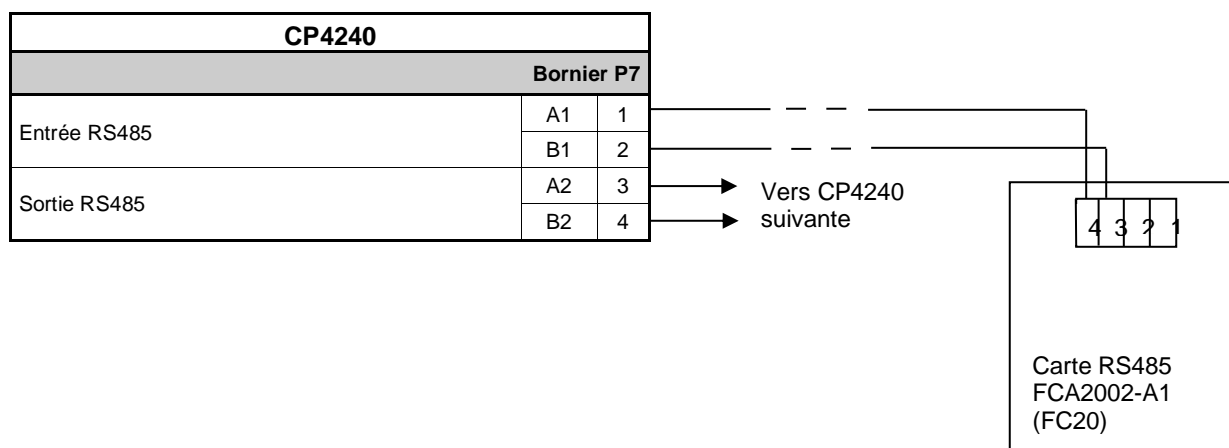 CP4240
Bornier P7
Entrée RS485
A1 1
B1 2
Sortie RS485
A2 3
B2 4
Vers CP4240
suivante
4 3 2 1
Carte RS485
FCA2002-A1
(FC20)